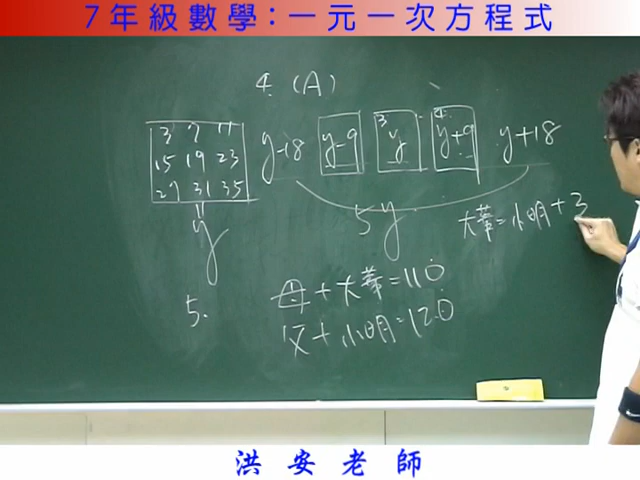 7年級數學:一元一次方程式
4. (A)
3 7 11
15 19 23
27 31 35
y-18 y-9 y y+9 y+18
= y
5y
大華=小明+3
5.
母+大華=110
父+小明=120
洪安老師